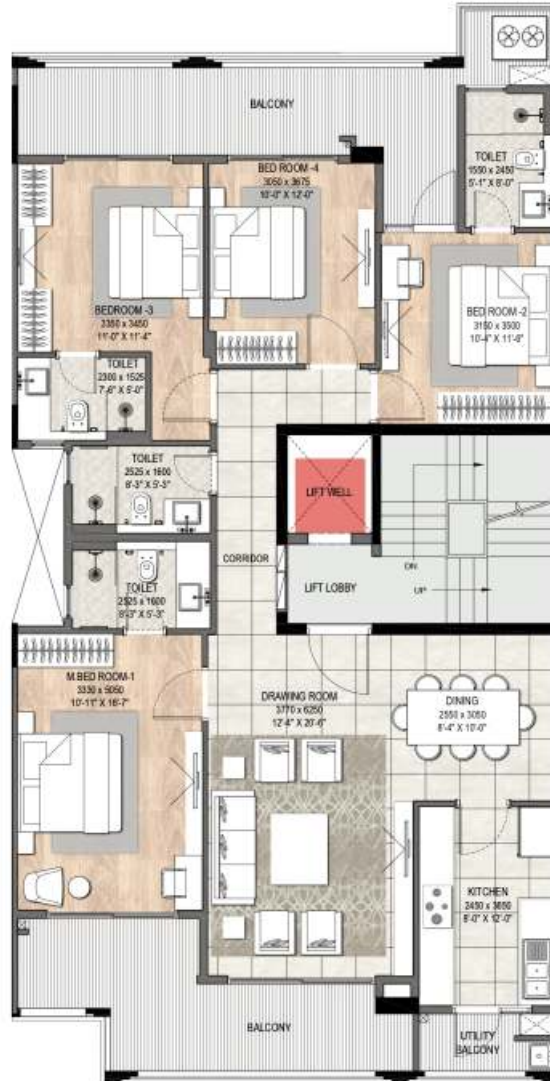 BALCONY
BED ROOM -4
3050 x 3675
10'-0" X 12'-0"
TOILET
1550 x 2450
5'-1" X 8'-0"
BEDROOM -3
3350 x 3450
11'-0" X 11'-4"
BED ROOM -2
3150 x 3500
10'-4" X 11'-6"
TOILET
2300 x 1525
7'-6" X 5'-0"
TOILET
2525 x 1600
8'-3" X 5'-3"
LIFT WELL
CORRIDOR
LIFT LOBBY
DN
UP
TOILET
2525 x 1600
8'-3" X 5'-3"
M.BED ROOM-1
3330 x 5050
10'-11" X 16'-7"
DRAWING ROOM
3770 x 6250
12'-4" X 20'-6"
DINING
2550 x 3050
8'-4" X 10'-0"
KITCHEN
2450 x 3650
8'-0" X 12'-0"
BALCONY
UTILITY
BALCONY